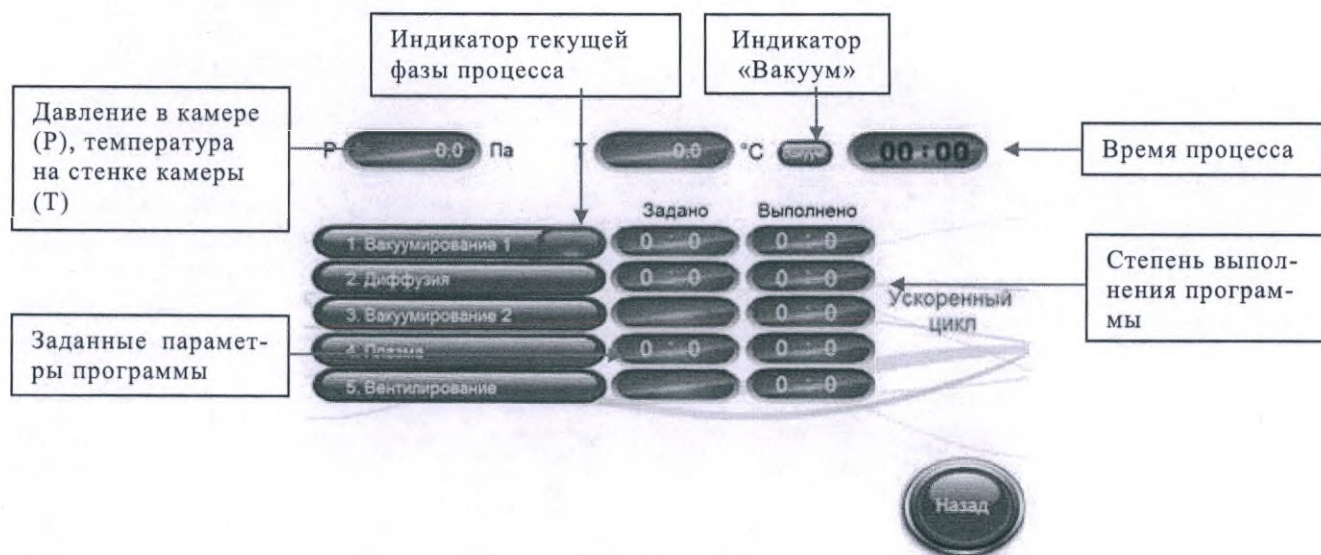 Индикатор текущей
фазы процесса
Индикатор
«Вакуум»
Давление в камере
(P), температура
на стенке камеры
(T)
P 0.0 Па T 0.0 °C 00:00
Время процесса
Задано Выполнено
1. Вакуумирование 1 0 : 0 0 : 0
2. Диффузия 0 : 0 0 : 0
3. Вакуумирование 2 0 : 0
4. Плазма 0 : 0 0 : 0
5. Вентилирование 0 : 0
Степень выпол-
нения програм-
мы
Ускоренный
цикл
Заданные парамет-
ры программы
Назад